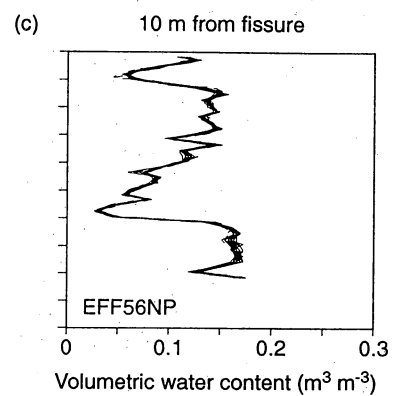 (c) 10 m from fissure
EFF56NP
0 0.1 0.2 0.3
Volumetric water content (m³ m⁻³)